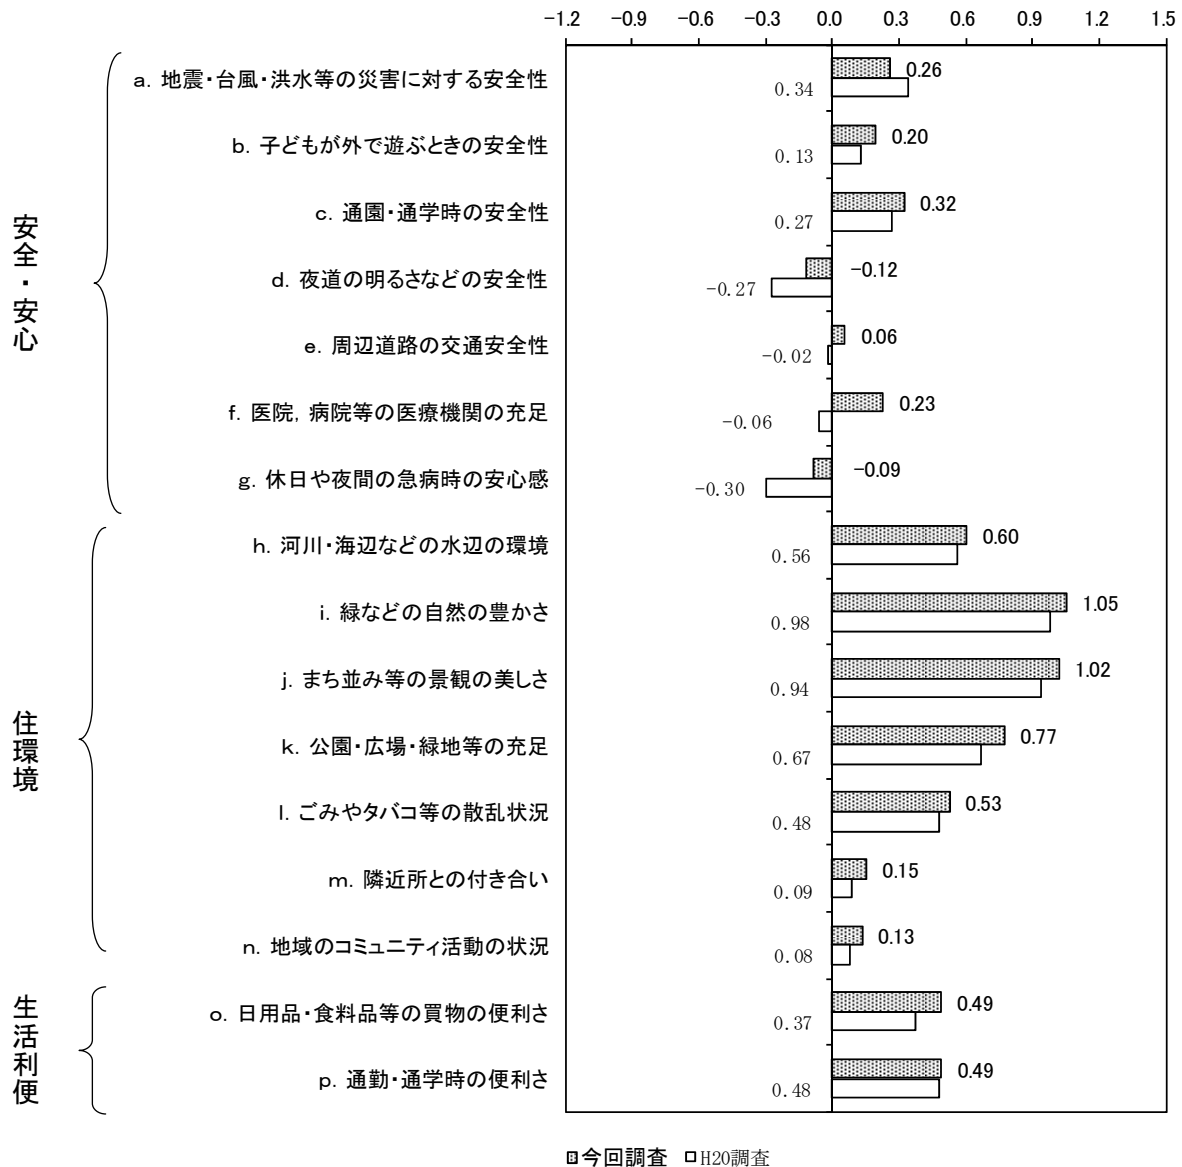 −1.2 −0.9 −0.6 −0.3 0.0 0.3 0.6 0.9 1.2 1.5
安全・安心
a. 地震・台風・洪水等の災害に対する安全性 0.34 0.26
b. 子どもが外で遊ぶときの安全性 0.13 0.20
c. 通園・通学時の安全性 0.27 0.32
d. 夜道の明るさなどの安全性 −0.27 −0.12
e. 周辺道路の交通安全性 −0.02 0.06
f. 医院, 病院等の医療機関の充足 −0.06 0.23
g. 休日や夜間の急病時の安心感 −0.30 −0.09
住環境
h. 河川・海辺などの水辺の環境 0.56 0.60
i. 緑などの自然の豊かさ 0.98 1.05
j. まち並み等の景観の美しさ 0.94 1.02
k. 公園・広場・緑地等の充足 0.67 0.77
l. ごみやタバコ等の散乱状況 0.48 0.53
m. 隣近所との付き合い 0.09 0.15
n. 地域のコミュニティ活動の状況 0.08 0.13
生活利便
o. 日用品・食料品等の買物の便利さ 0.37 0.49
p. 通勤・通学時の便利さ 0.48 0.49
今回調査 H20調査